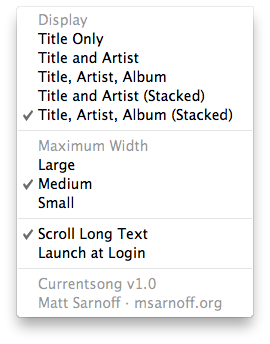 Display
Title Only
Title and Artist
Title, Artist, Album
Title and Artist (Stacked)
✓ Title, Artist, Album (Stacked)
Maximum Width
Large
✓ Medium
Small
✓ Scroll Long Text
Launch at Login
Currentsong v1.0
Matt Sarnoff · msarnoff.org